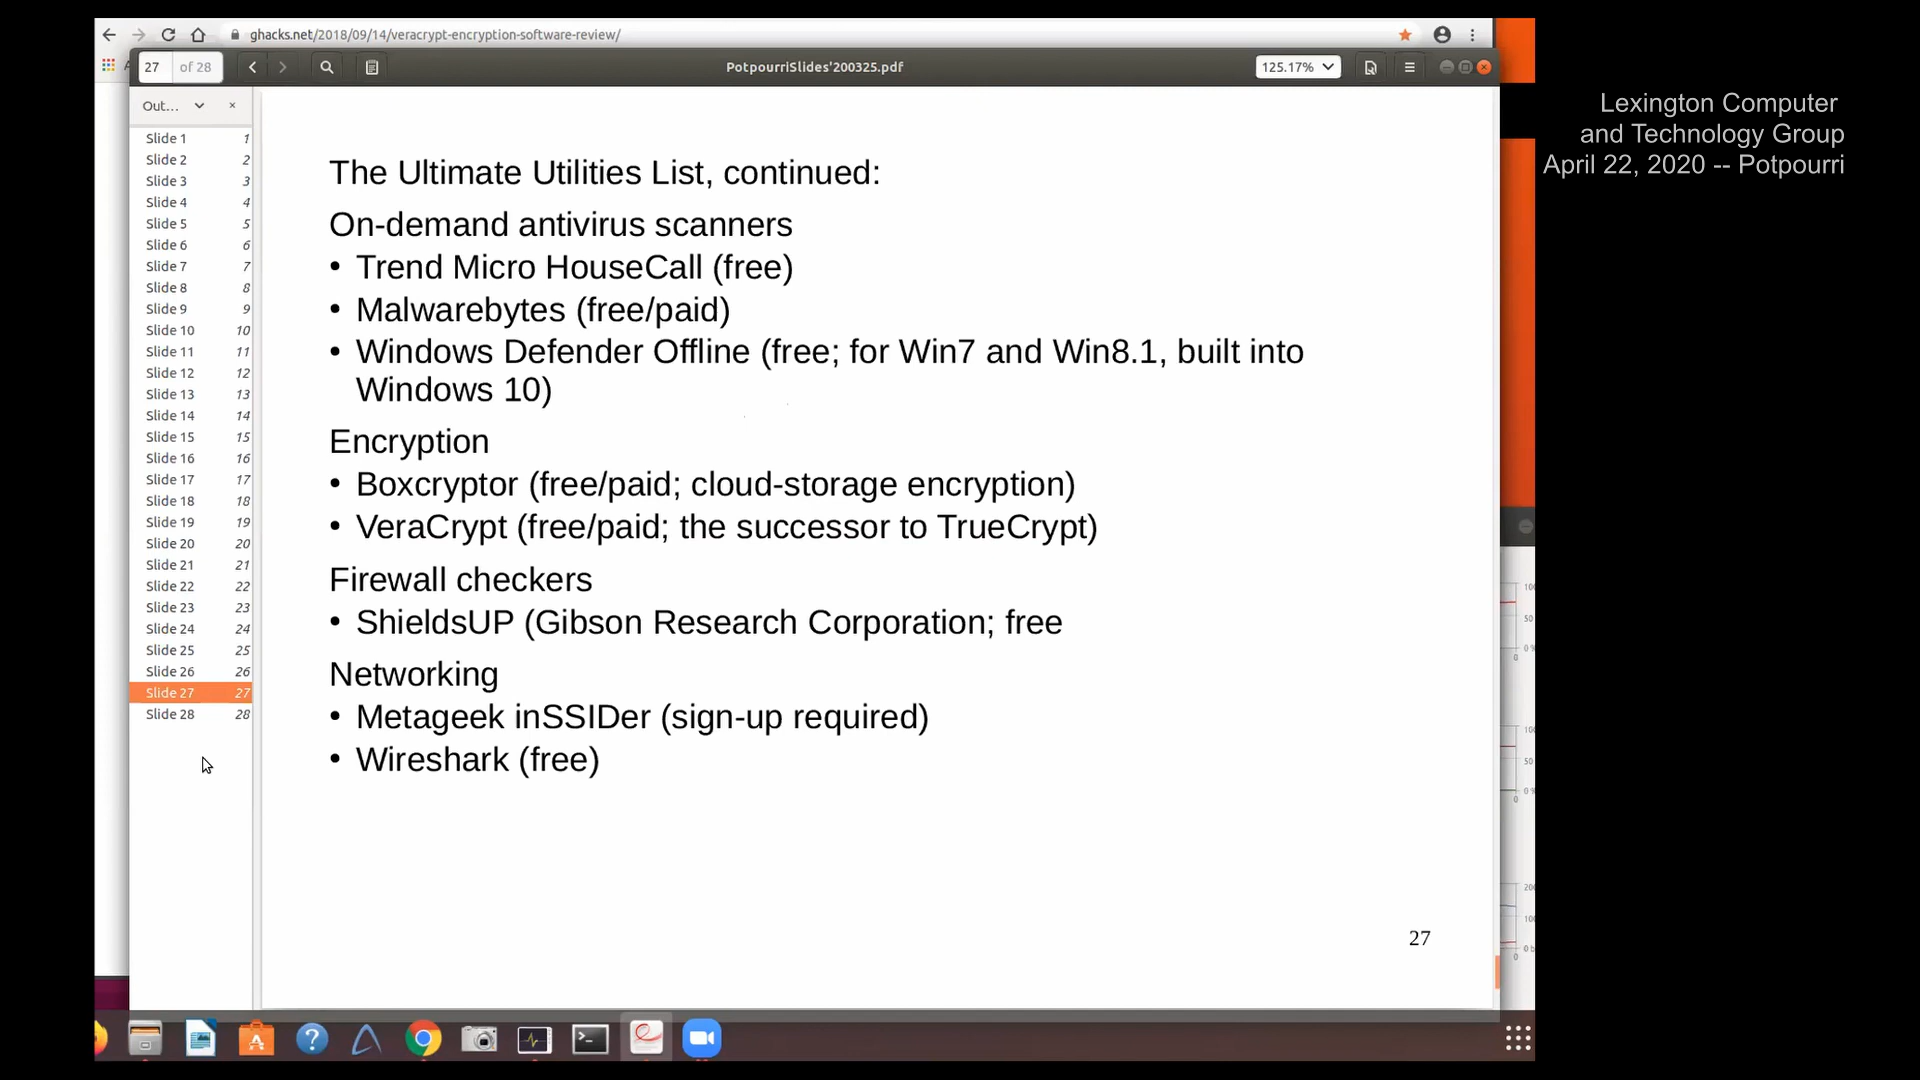 ghacks.net/2018/09/14/veracrypt-encryption-software-review/
27 of 28
PotpourriSlides'200325.pdf
125.17%
Out...
Slide 1 1
Slide 2 2
Slide 3 3
Slide 4 4
Slide 5 5
Slide 6 6
Slide 7 7
Slide 8 8
Slide 9 9
Slide 10 10
Slide 11 11
Slide 12 12
Slide 13 13
Slide 14 14
Slide 15 15
Slide 16 16
Slide 17 17
Slide 18 18
Slide 19 19
Slide 20 20
Slide 21 21
Slide 22 22
Slide 23 23
Slide 24 24
Slide 25 25
Slide 26 26
Slide 27 27
Slide 28 28
The Ultimate Utilities List, continued:
On-demand antivirus scanners
• Trend Micro HouseCall (free)
• Malwarebytes (free/paid)
• Windows Defender Offline (free; for Win7 and Win8.1, built into
Windows 10)
Encryption
• Boxcryptor (free/paid; cloud-storage encryption)
• VeraCrypt (free/paid; the successor to TrueCrypt)
Firewall checkers
• ShieldsUP (Gibson Research Corporation; free
Networking
• Metageek inSSIDer (sign-up required)
• Wireshark (free)
27
Lexington Computer
and Technology Group
April 22, 2020 -- Potpourri